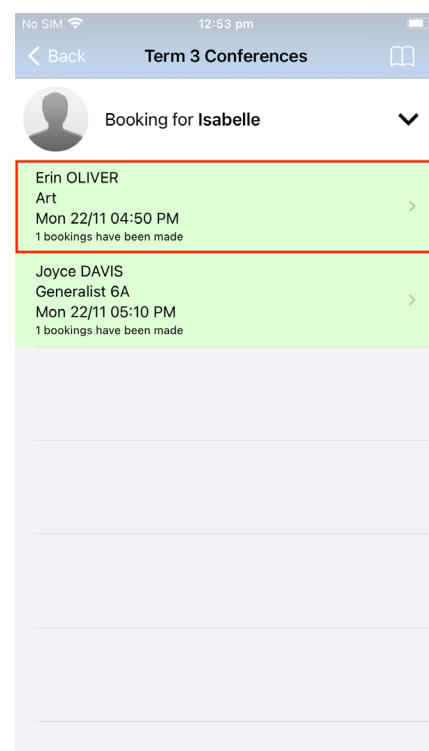 No SIM 12:53 pm
Back Term 3 Conferences
Booking for Isabelle
Erin OLIVER
Art
Mon 22/11 04:50 PM
1 bookings have been made
Joyce DAVIS
Generalist 6A
Mon 22/11 05:10 PM
1 bookings have been made